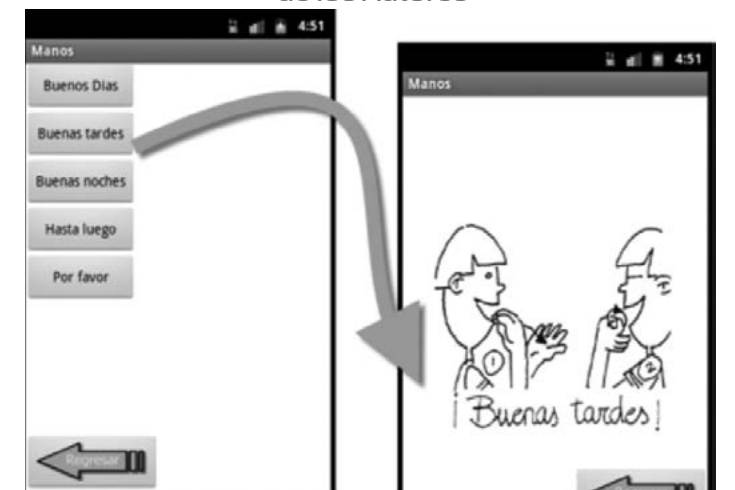 4:51
Manos
Buenos Dias
Buenas tardes
Buenas noches
Hasta luego
Por favor
Regresar
4:51
Manos
1
2
¡Buenas tardes!